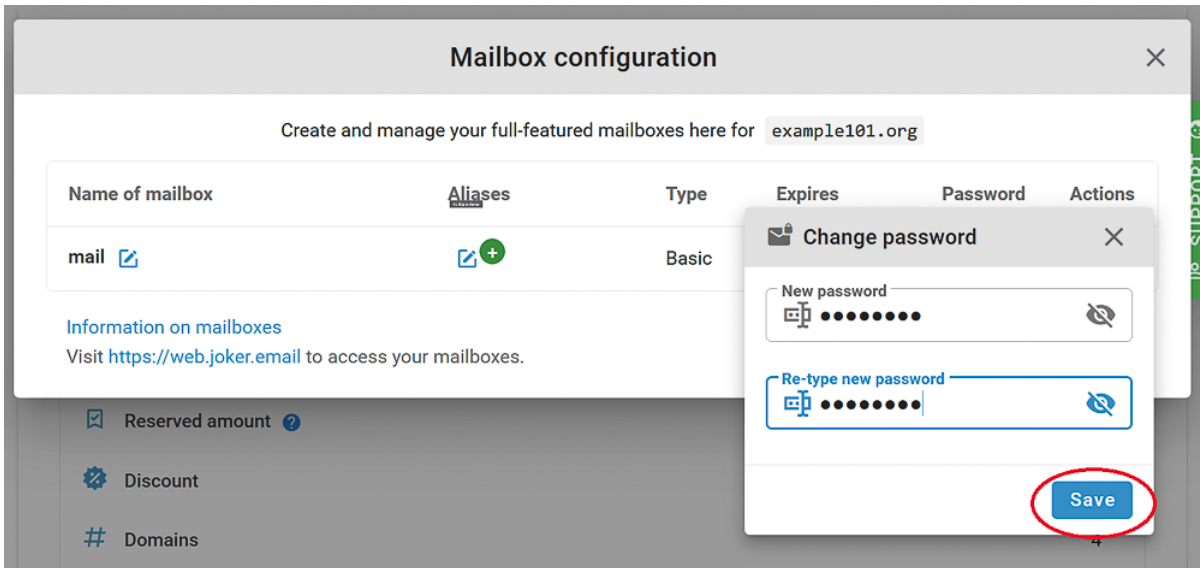 Mailbox configuration
Create and manage your full-featured mailboxes here for example101.org
Name of mailbox Aliases Type Expires Password Actions
mail Basic
Change password
New password
••••••••
Re-type new password
••••••••
Save
Information on mailboxes
Visit https://web.joker.email to access your mailboxes.
Reserved amount
Discount
Domains 4
SUPPORT